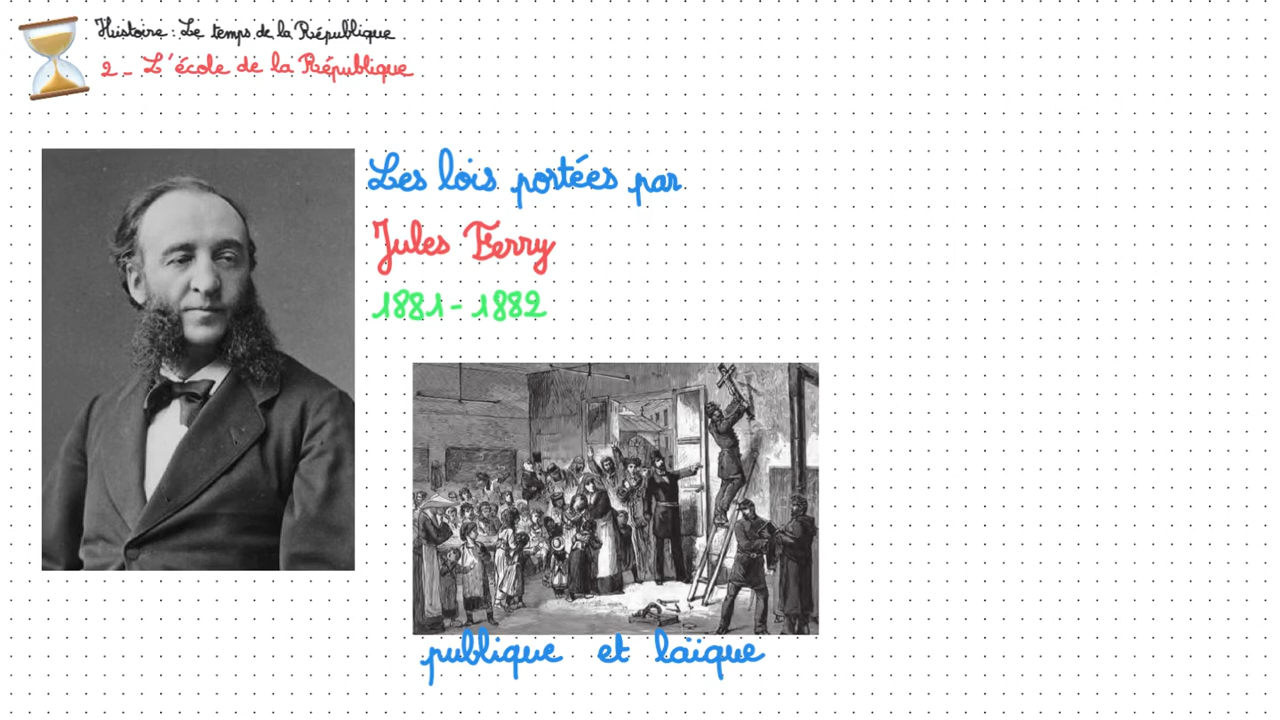 Histoire : Le temps de la République
2 - L'école de la République
Les lois portées par
Jules Ferry
1881 - 1882
publique et laïque